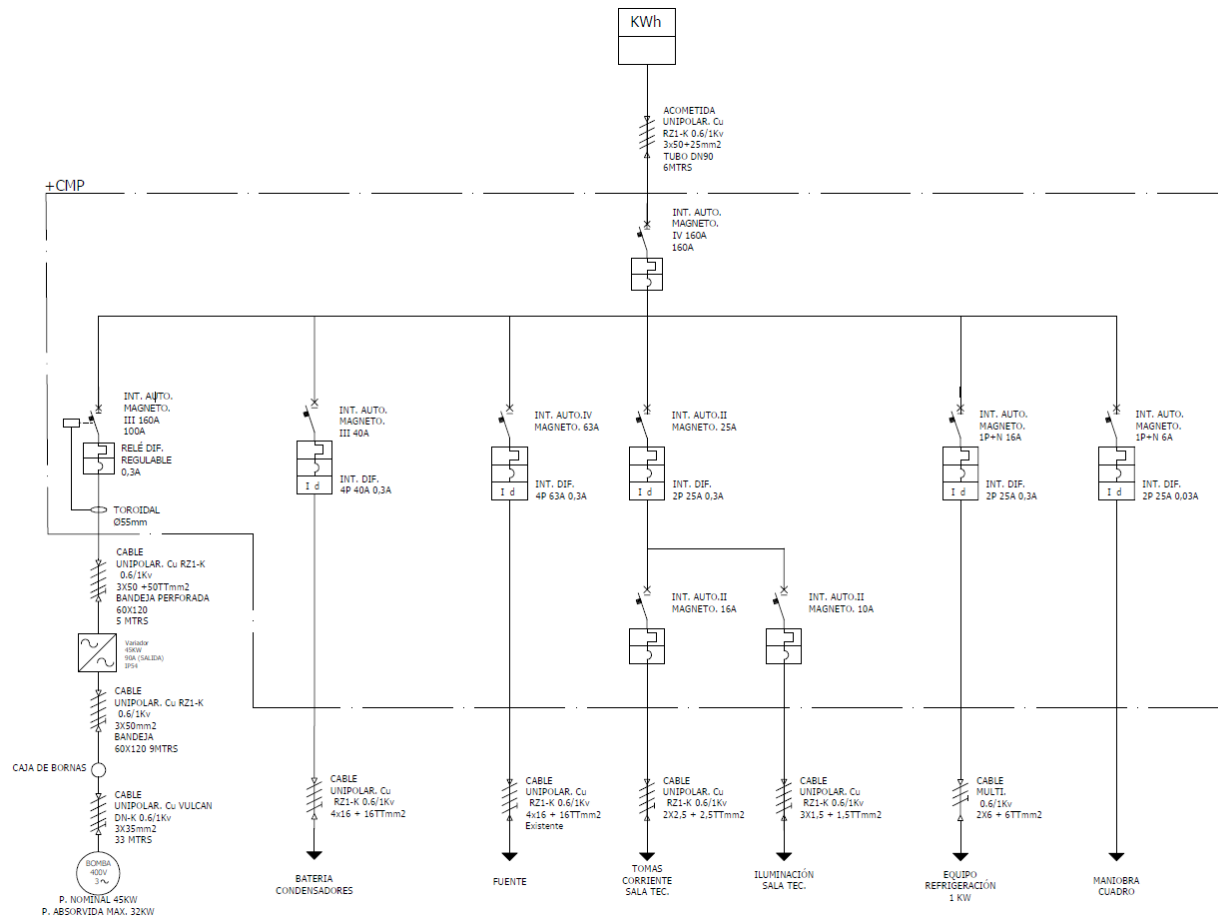 KWh
ACOMETIDA
UNIPOLAR. Cu
RZ1-K 0.6/1Kv
3x50+25mm2
TUBO DN90
6MTRS
+CMP
INT. AUTO.
MAGNETO.
IV 160A
160A
INT. AUTO.
MAGNETO.
III 160A
100A
RELÉ DIF.
REGULABLE
0,3A
TOROIDAL
Ø55mm
CABLE
UNIPOLAR. Cu RZ1-K
0.6/1Kv
3X50 +50TTmm2
BANDEJA PERFORADA
60X120
5 MTRS
Variador
45KW
90A (SALIDA)
IP54
CABLE
UNIPOLAR. Cu RZ1-K
0.6/1Kv
3X50mm2
BANDEJA
60X120 9MTRS
CAJA DE BORNAS
CABLE
UNIPOLAR. Cu VULCAN
DN-K 0.6/1Kv
3X35mm2
33 MTRS
BOMBA
400V
3~
P. NOMINAL 45KW
P. ABSORVIDA MAX. 32KW
INT. AUTO.
MAGNETO.
III 40A
I d
INT. DIF.
4P 40A 0,3A
CABLE
UNIPOLAR. Cu
RZ1-K 0.6/1Kv
4x16 + 16TTmm2
BATERIA
CONDENSADORES
INT. AUTO.IV
MAGNETO. 63A
I d
INT. DIF.
4P 63A 0,3A
CABLE
UNIPOLAR. Cu
RZ1-K 0.6/1Kv
4x16 + 16TTmm2
Existente
FUENTE
INT. AUTO.II
MAGNETO. 25A
I d
INT. DIF.
2P 25A 0,3A
INT. AUTO.II
MAGNETO. 16A
CABLE
UNIPOLAR. Cu
RZ1-K 0.6/1Kv
2X2,5 + 2,5TTmm2
TOMAS
CORRIENTE
SALA TEC.
INT. AUTO.II
MAGNETO. 10A
CABLE
UNIPOLAR. Cu
RZ1-K 0.6/1Kv
3X1,5 + 1,5TTmm2
ILUMINACIÓN
SALA TEC.
INT. AUTO.
MAGNETO.
1P+N 16A
I d
INT. DIF.
2P 25A 0,3A
CABLE
MULTI.
0.6/1Kv
2X6 + 6TTmm2
EQUIPO
REFRIGERACIÓN
1 KW
INT. AUTO.
MAGNETO.
1P+N 6A
I d
INT. DIF.
2P 25A 0,03A
MANIOBRA
CUADRO